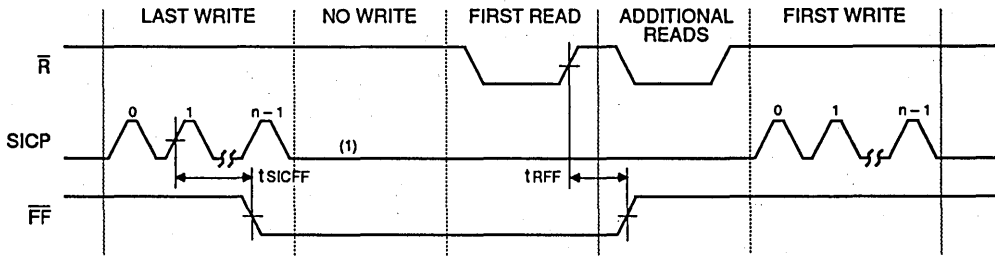 LAST WRITE NO WRITE FIRST READ ADDITIONAL READS FIRST WRITE
R
0 1 n – 1 0 1 n – 1
SICP (1)
tSICFF tRFF
FF